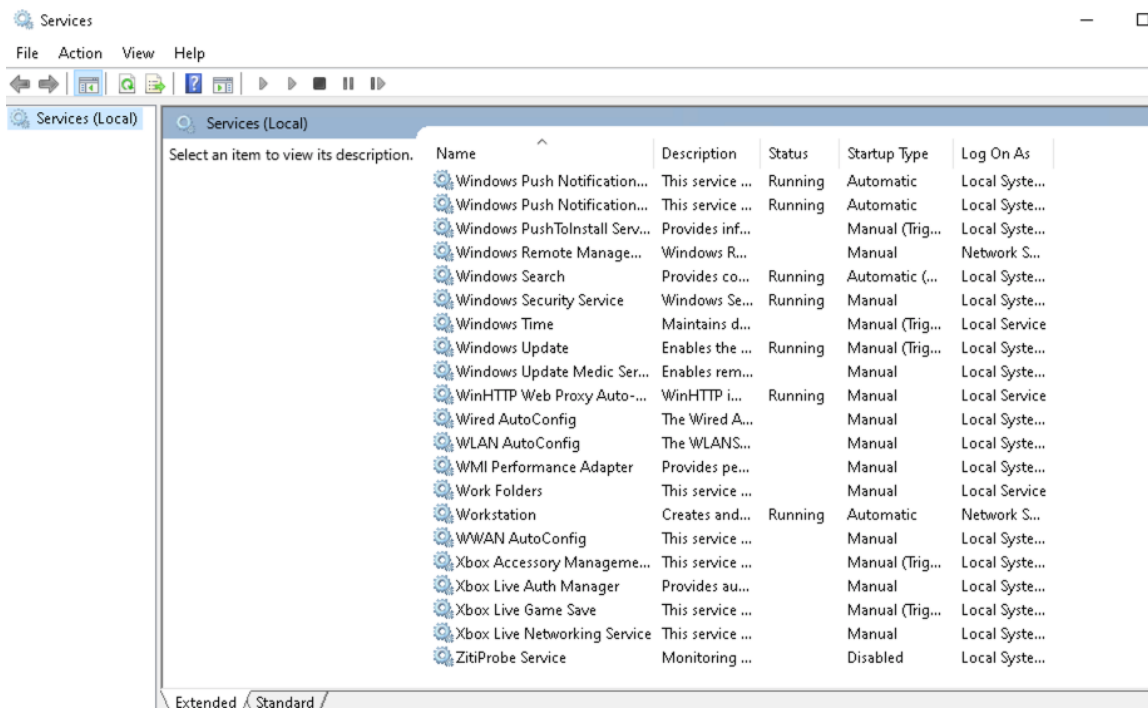 Services
File Action View Help
Services (Local)
Services (Local)
Select an item to view its description.
Name Description Status Startup Type Log On As
Windows Push Notification... This service ... Running Automatic Local Syste...
Windows Push Notification... This service ... Running Automatic Local Syste...
Windows PushToInstall Serv... Provides inf... Manual (Trig... Local Syste...
Windows Remote Manage... Windows R... Manual Network S...
Windows Search Provides co... Running Automatic (... Local Syste...
Windows Security Service Windows Se... Running Manual Local Syste...
Windows Time Maintains d... Manual (Trig... Local Service
Windows Update Enables the ... Running Manual (Trig... Local Syste...
Windows Update Medic Ser... Enables rem... Manual Local Syste...
WinHTTP Web Proxy Auto-... WinHTTP i... Running Manual Local Service
Wired AutoConfig The Wired A... Manual Local Syste...
WLAN AutoConfig The WLANS... Manual Local Syste...
WMI Performance Adapter Provides pe... Manual Local Syste...
Work Folders This service ... Manual Local Service
Workstation Creates and... Running Automatic Network S...
WWAN AutoConfig This service ... Manual Local Syste...
Xbox Accessory Manageme... This service ... Manual (Trig... Local Syste...
Xbox Live Auth Manager Provides au... Manual Local Syste...
Xbox Live Game Save This service ... Manual (Trig... Local Syste...
Xbox Live Networking Service This service ... Manual Local Syste...
ZitiProbe Service Monitoring ... Disabled Local Syste...
Extended Standard